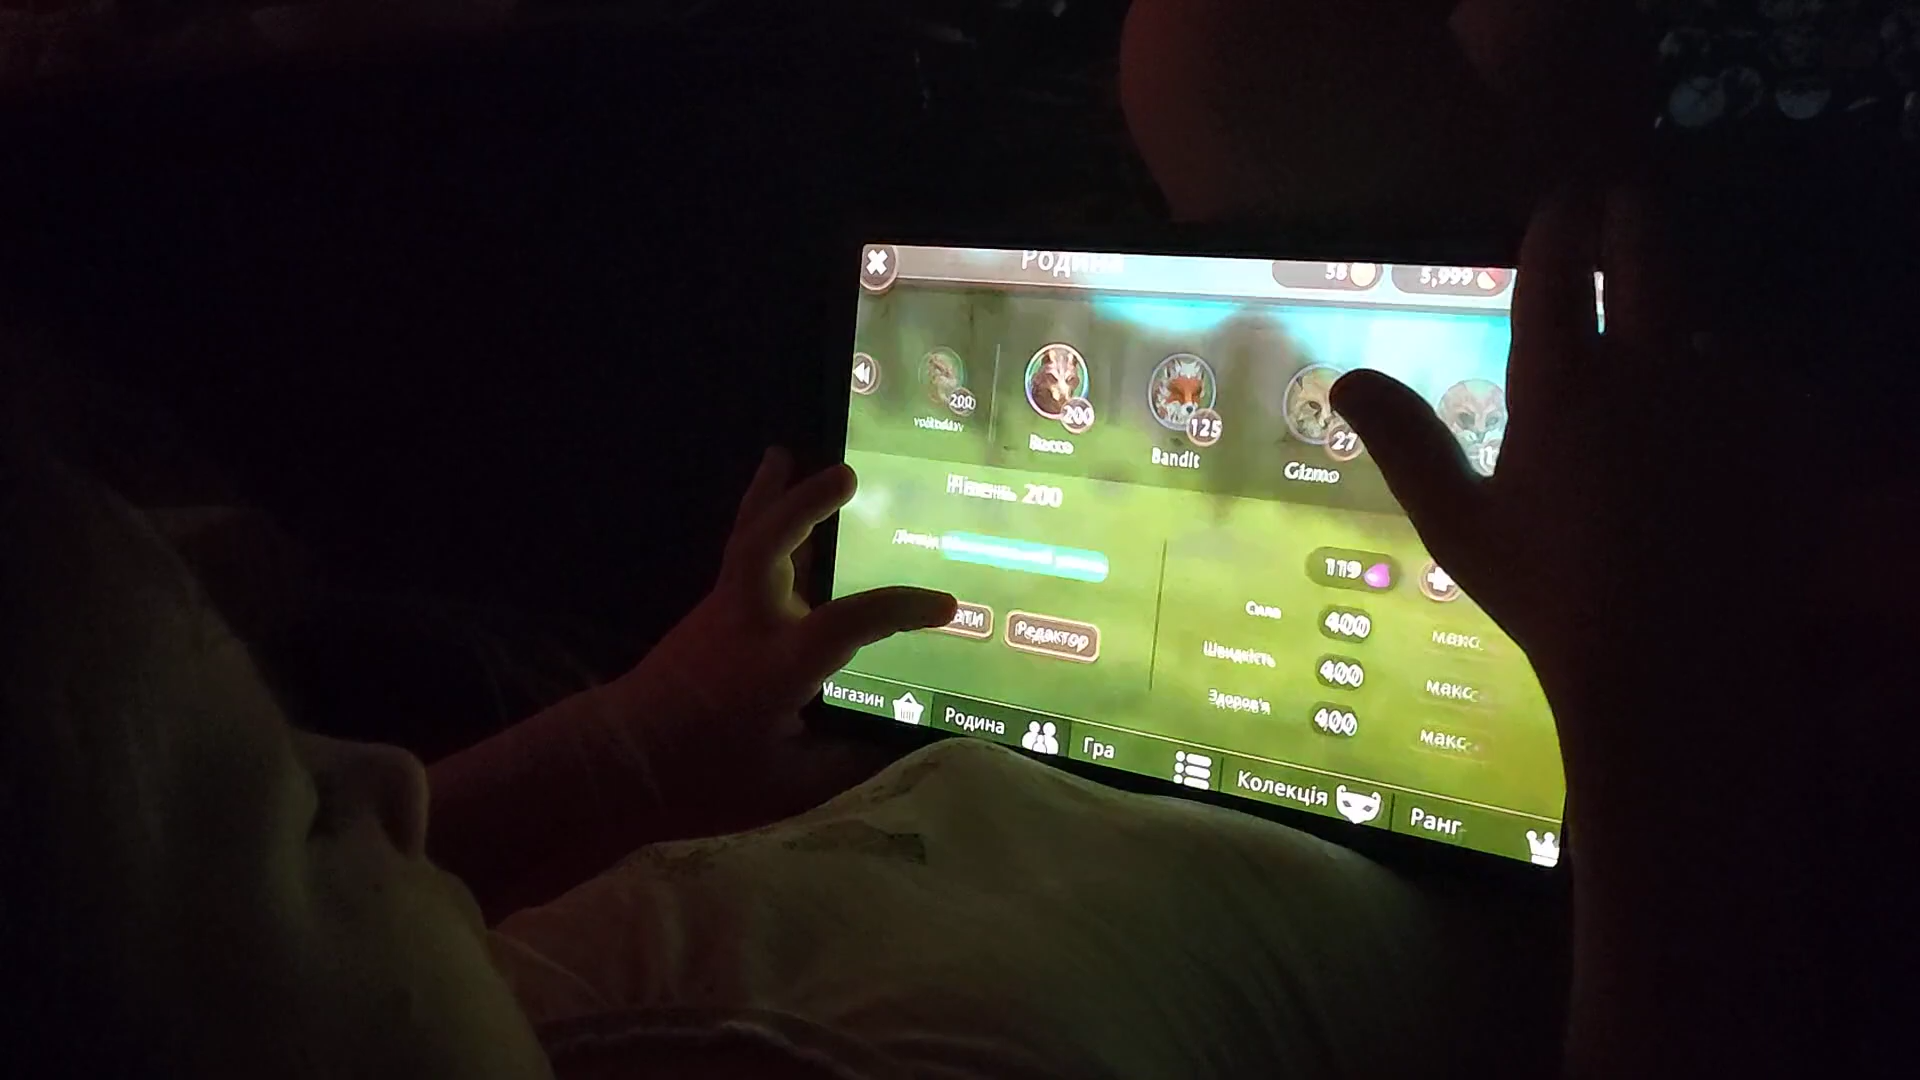 Родина
58
5,999
200
200
125
27
Bandit
Gizmo
Рівень 200
119
Сила 400 макс.
Швидкість 400 макс.
Здоров'я 400 макс.
Редактор
Магазин
Родина
Гра
Колекція
Ранг